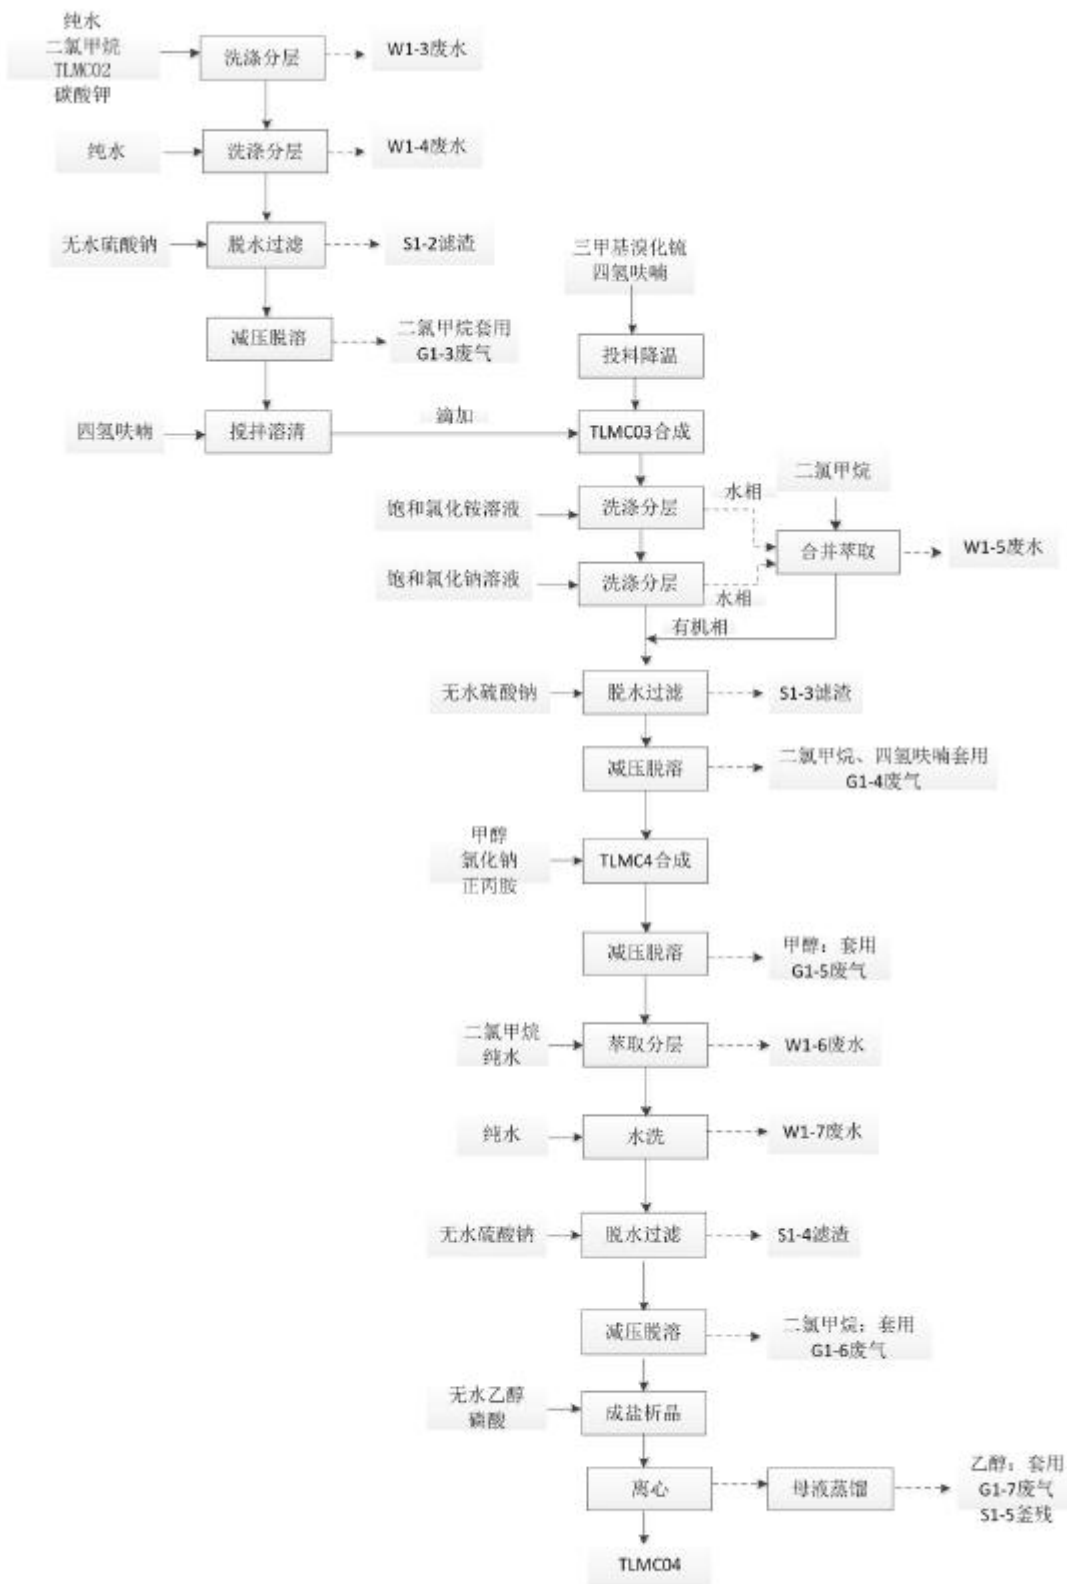 纯水
二氯甲烷
TLMC02
碳酸钾
洗涤分层
W1-3废水
纯水
洗涤分层
W1-4废水
无水硫酸钠
脱水过滤
S1-2滤渣
三甲基溴化锍
四氢呋喃
减压脱溶
二氯甲烷套用
G1-3废气
投料降温
四氢呋喃
搅拌溶清
滴加
TLMC03合成
二氯甲烷
水相
饱和氯化铵溶液
洗涤分层
合并萃取
W1-5废水
饱和氯化钠溶液
洗涤分层
水相
有机相
无水硫酸钠
脱水过滤
S1-3滤渣
减压脱溶
二氯甲烷、四氢呋喃套用
G1-4废气
甲醇
氯化钠
正丙胺
TLMC4合成
减压脱溶
甲醇：套用
G1-5废气
二氯甲烷
纯水
萃取分层
W1-6废水
纯水
水洗
W1-7废水
无水硫酸钠
脱水过滤
S1-4滤渣
减压脱溶
二氯甲烷：套用
G1-6废气
无水乙醇
磷酸
成盐析晶
离心
母液蒸馏
乙醇：套用
G1-7废气
S1-5釜残
TLMC04